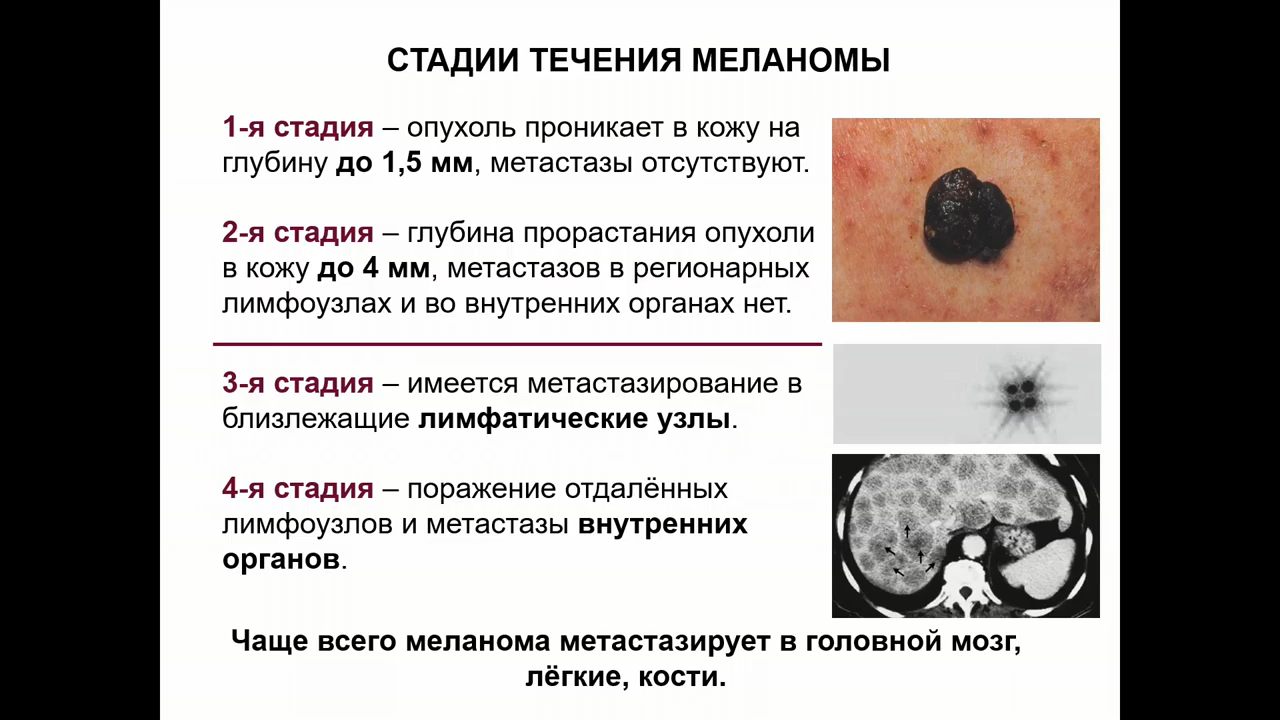 СТАДИИ ТЕЧЕНИЯ МЕЛАНОМЫ
1-я стадия – опухоль проникает в кожу на
глубину до 1,5 мм, метастазы отсутствуют.
2-я стадия – глубина прорастания опухоли
в кожу до 4 мм, метастазов в регионарных
лимфоузлах и во внутренних органах нет.
3-я стадия – имеется метастазирование в
близлежащие лимфатические узлы.
4-я стадия – поражение отдалённых
лимфоузлов и метастазы внутренних
органов.
Чаще всего меланома метастазирует в головной мозг,
лёгкие, кости.